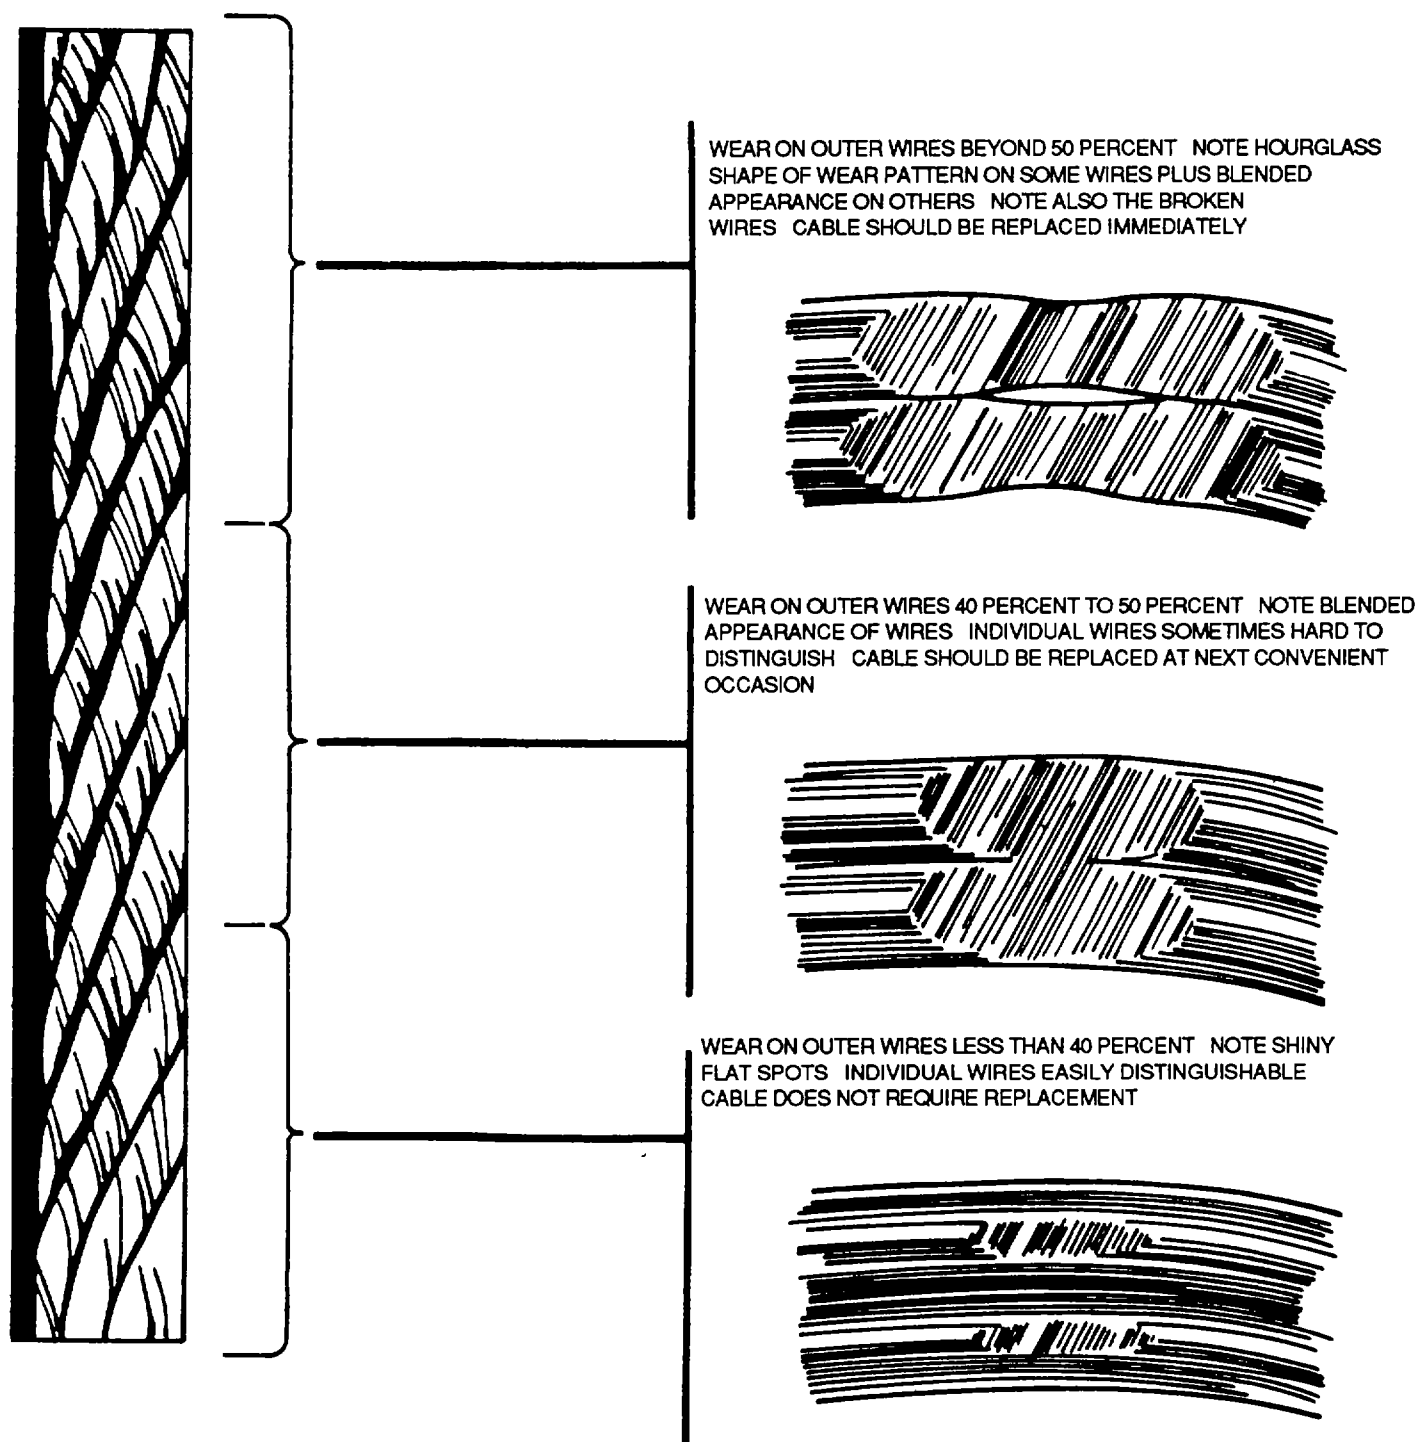 WEAR ON OUTER WIRES BEYOND 50 PERCENT NOTE HOURGLASS
SHAPE OF WEAR PATTERN ON SOME WIRES PLUS BLENDED
APPEARANCE ON OTHERS NOTE ALSO THE BROKEN
WIRES CABLE SHOULD BE REPLACED IMMEDIATELY
WEAR ON OUTER WIRES 40 PERCENT TO 50 PERCENT NOTE BLENDED
APPEARANCE OF WIRES INDIVIDUAL WIRES SOMETIMES HARD TO
DISTINGUISH CABLE SHOULD BE REPLACED AT NEXT CONVENIENT
OCCASION
WEAR ON OUTER WIRES LESS THAN 40 PERCENT NOTE SHINY
FLAT SPOTS INDIVIDUAL WIRES EASILY DISTINGUISHABLE
CABLE DOES NOT REQUIRE REPLACEMENT